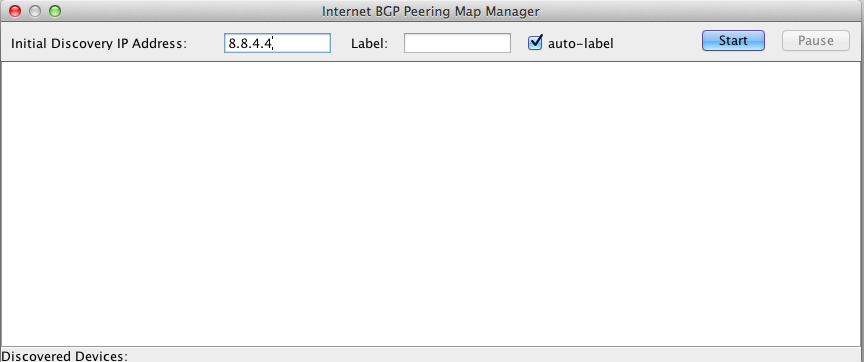 Internet BGP Peering Map Manager
Initial Discovery IP Address: 8.8.4.4 Label: auto-label Start Pause
Discovered Devices: